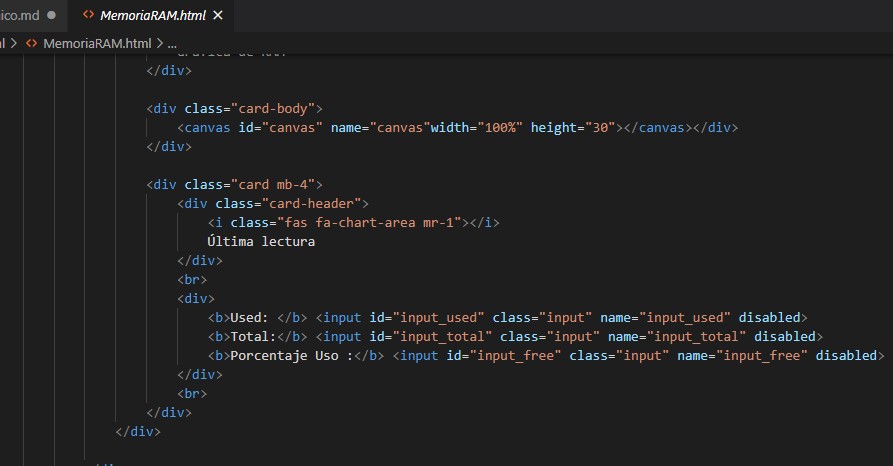 ico.md ● <> MemoriaRAM.html ×
l > <> MemoriaRAM.html > ...
</div>
<div class="card-body">
<canvas id="canvas" name="canvas"width="100%" height="30"></canvas></div>
</div>
<div class="card mb-4">
<div class="card-header">
<i class="fas fa-chart-area mr-1"></i>
Última lectura
</div>
<br>
<div>
<b>Used: </b> <input id="input_used" class="input" name="input_used" disabled>
<b>Total:</b> <input id="input_total" class="input" name="input_total" disabled>
<b>Porcentaje Uso :</b> <input id="input_free" class="input" name="input_free" disabled>
</div>
<br>
</div>
</div>